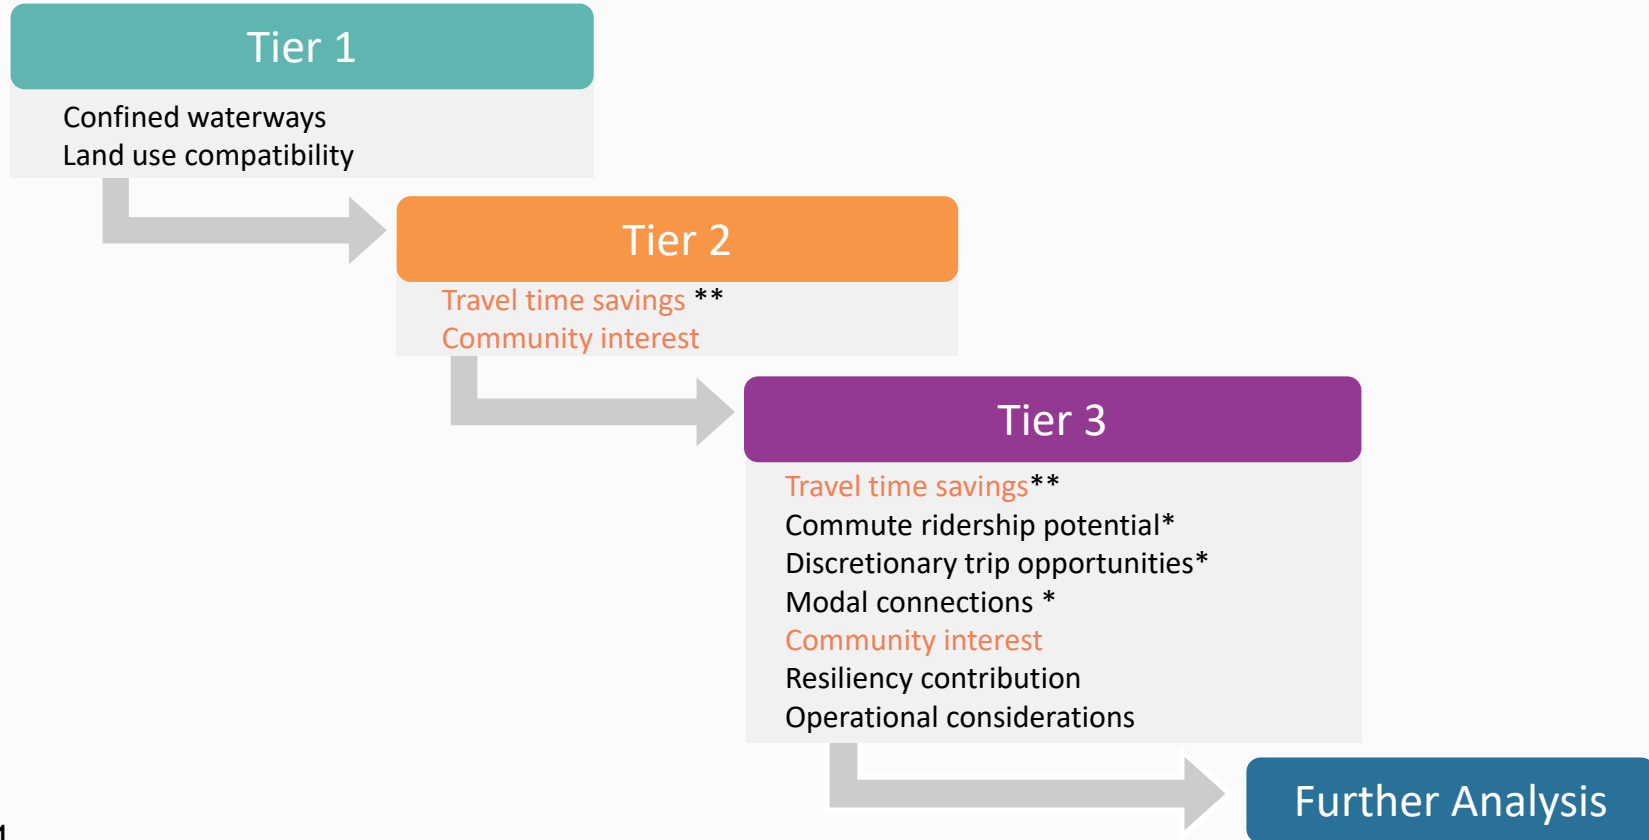 Tier 1
Confined waterways
Land use compatibility
Tier 2
Travel time savings **
Community interest
Tier 3
Travel time savings**
Commute ridership potential*
Discretionary trip opportunities*
Modal connections *
Community interest
Resiliency contribution
Operational considerations
Further Analysis